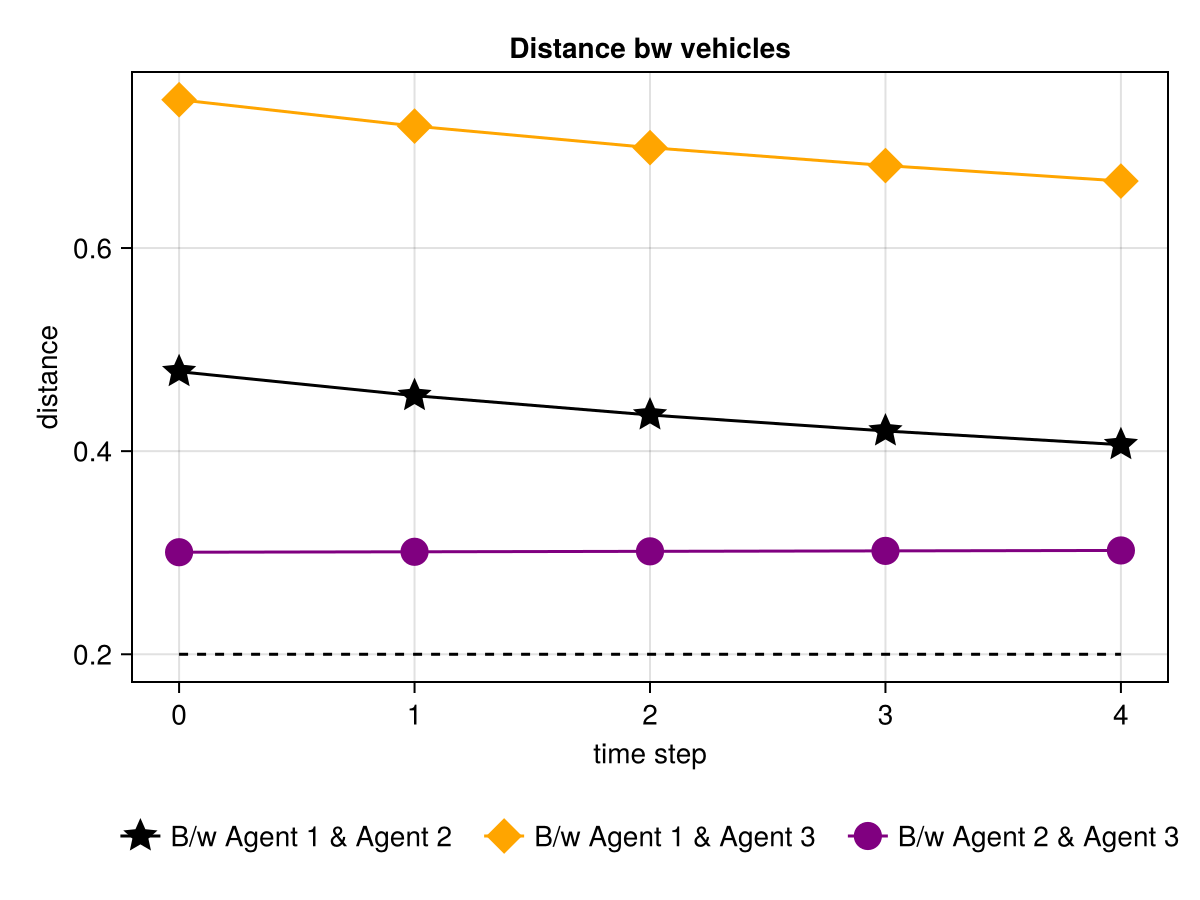 Distance bw vehicles
distance
0.6
0.4
0.2
0 1 2 3 4
time step
B/w Agent 1 & Agent 2 B/w Agent 1 & Agent 3 B/w Agent 2 & Agent 3